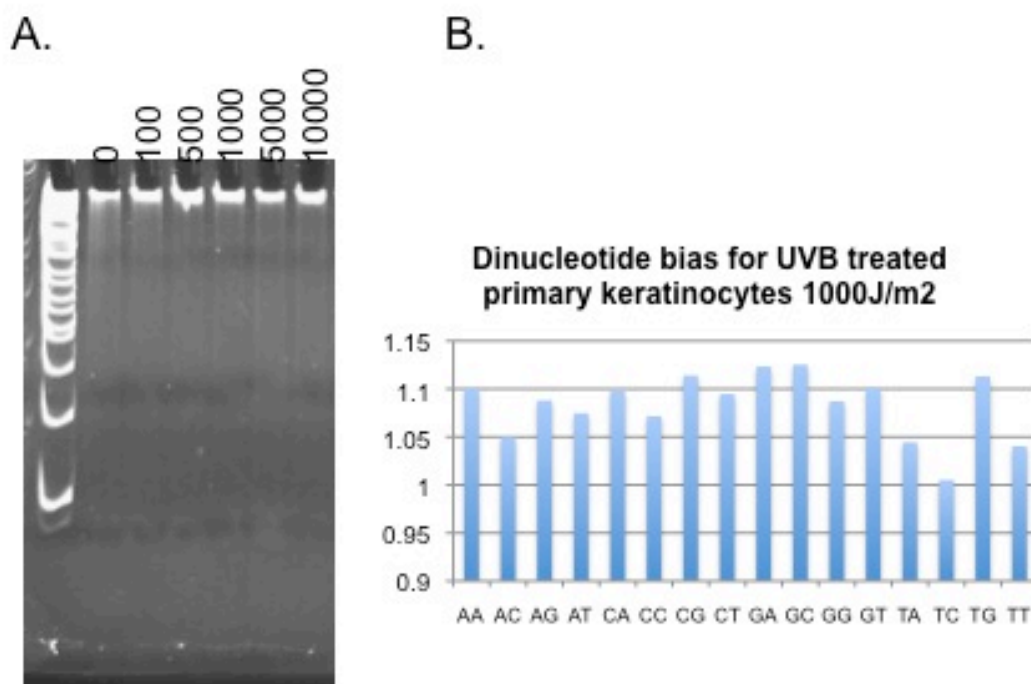 A.
0
100
500
1000
5000
10000
B.
Dinucleotide bias for UVB treated
primary keratinocytes 1000J/m2
1.15
1.1
1.05
1
0.95
0.9
AA AC AG AT CA CC CG CT GA GC GG GT TA TC TG TT